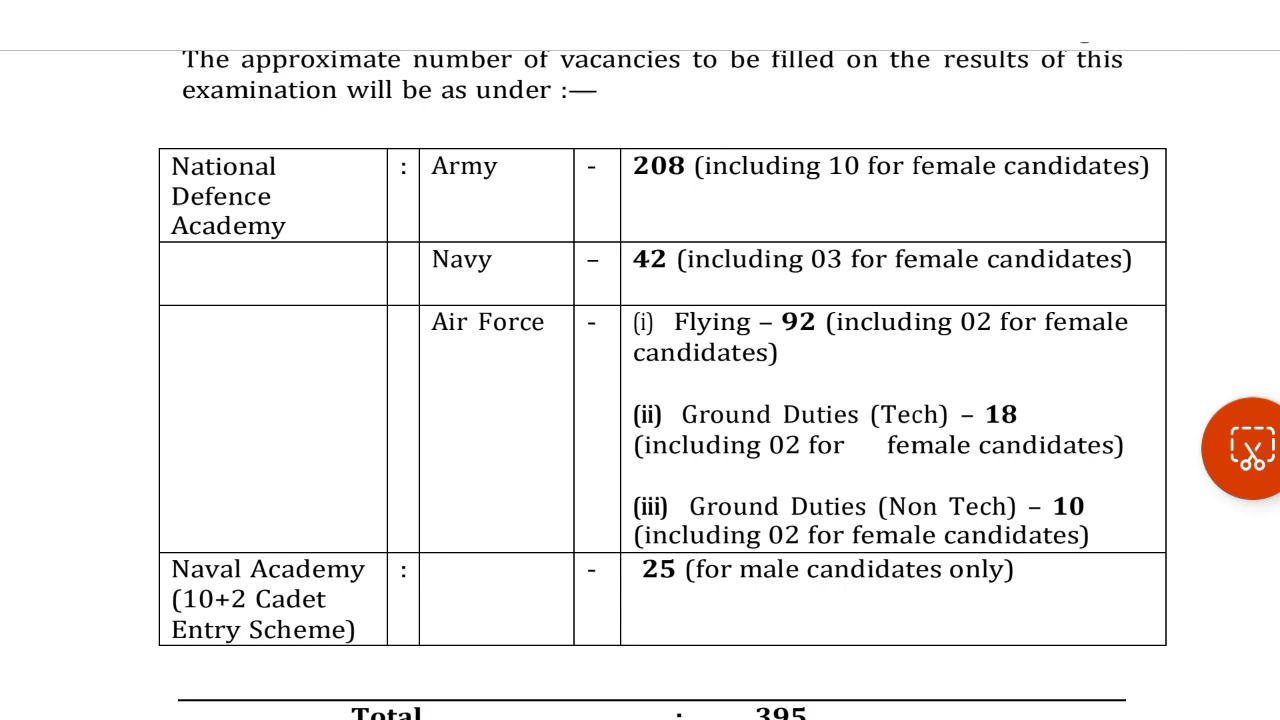 The approximate number of vacancies to be filled on the results of this
examination will be as under :—
National : Army - 208 (including 10 for female candidates)
Defence
Academy
Navy – 42 (including 03 for female candidates)
Air Force - (i) Flying – 92 (including 02 for female
candidates)
(ii) Ground Duties (Tech) – 18
(including 02 for female candidates)
(iii) Ground Duties (Non Tech) – 10
(including 02 for female candidates)
Naval Academy : - 25 (for male candidates only)
(10+2 Cadet
Entry Scheme)
Total : 395